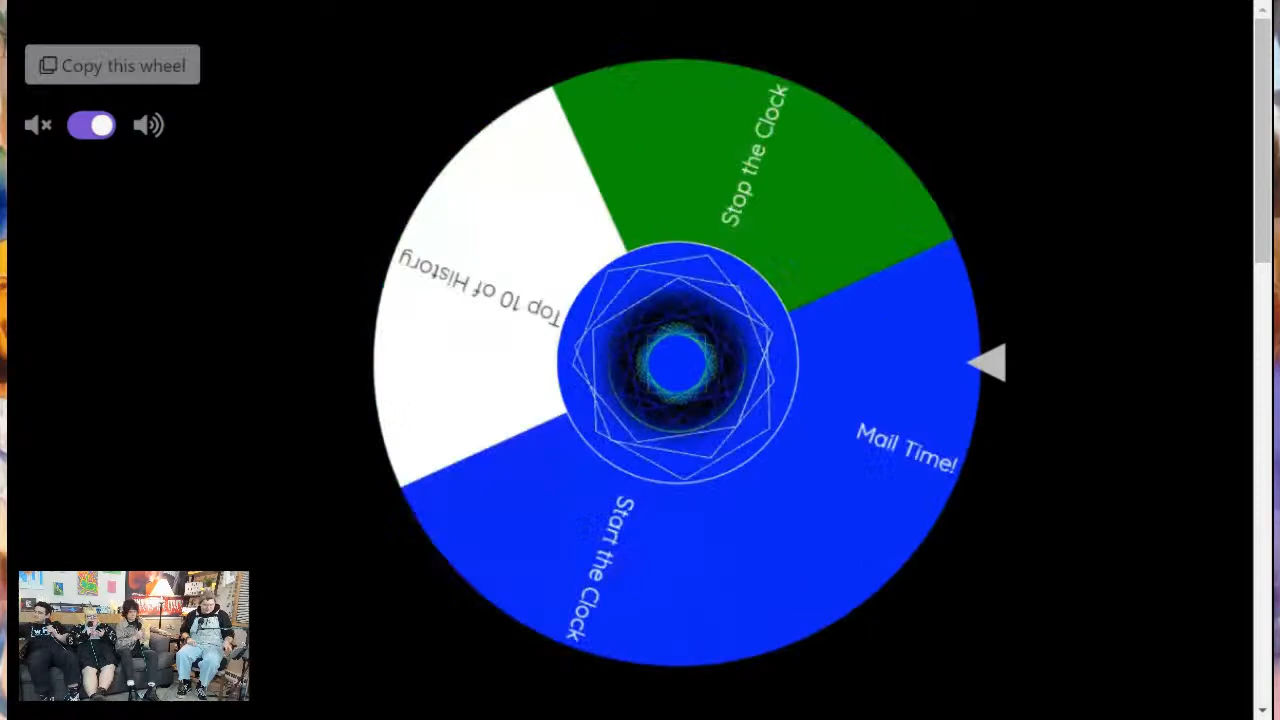 Copy this wheel
Stop the Clock
Top 10 of History
Mail Time!
Start the Clock